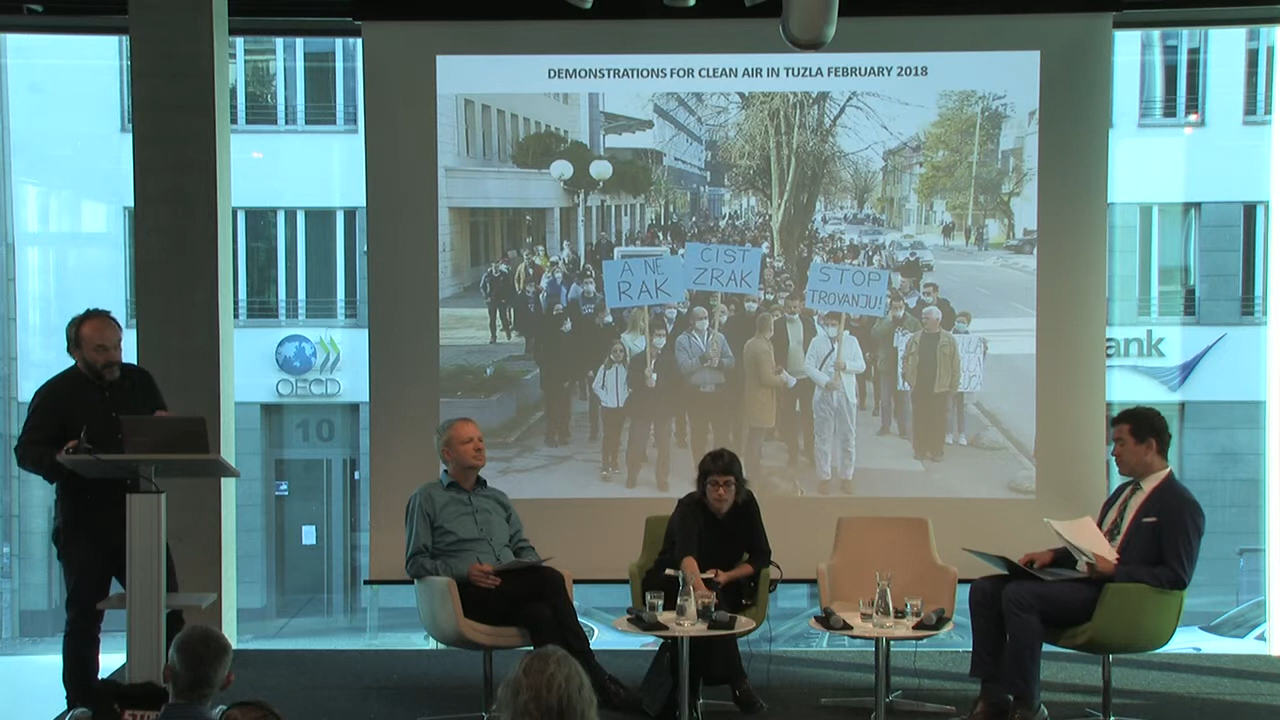 DEMONSTRATIONS FOR CLEAN AIR IN TUZLA FEBRUARY 2018
A NE
RAK
CIST
ZRAK
STOP
TROVANJU!
OECD
10
ank